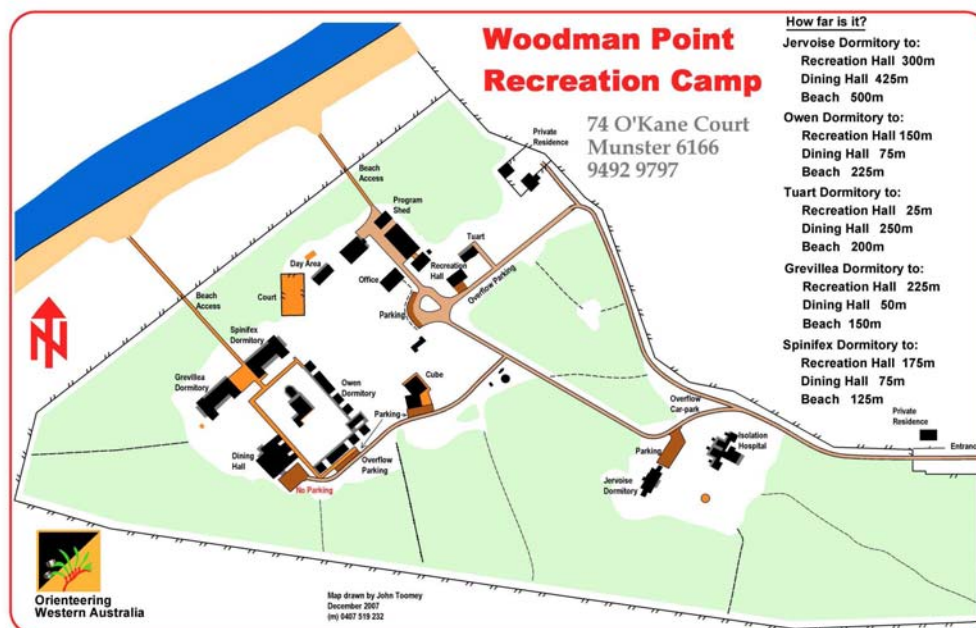 Woodman Point
Recreation Camp
74 O'Kane Court
Munster 6166
9492 9797
How far is it?
Jervoise Dormitory to:
Recreation Hall 300m
Dining Hall 425m
Beach 500m
Owen Dormitory to:
Recreation Hall 150m
Dining Hall 75m
Beach 225m
Tuart Dormitory to:
Recreation Hall 25m
Dining Hall 250m
Beach 200m
Grevillea Dormitory to:
Recreation Hall 225m
Dining Hall 50m
Beach 150m
Spinifex Dormitory to:
Recreation Hall 175m
Dining Hall 75m
Beach 125m
Private
Residence
Beach
Access
Program
Shed
Tuart
Day Area
Office
Recreation
Hall
Court
Overflow Parking
Parking
Beach
Access
N
Spinifex
Dormitory
Grevillea
Dormitory
Owen
Dormitory
Cube
Parking
Dining
Hall
Overflow
Parking
No Parking
Overflow
Car-park
Private
Residence
Entrance
Isolation
Hospital
Parking
Jervoise
Dormitory
Orienteering
Western Australia
Map drawn by John Toomey
December 2007
(m) 0407 519 232